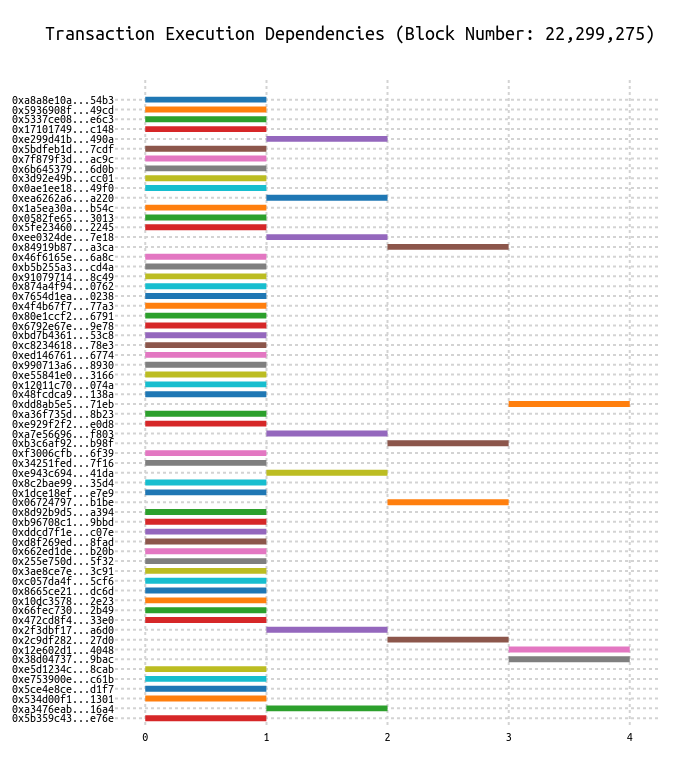 Transaction Execution Dependencies (Block Number: 22,299,275)
0xa8a8e10a...54b3
0x5936908f...49cd
0x5337ce08...e6c3
0x17101749...c148
0xe299d41b...490a
0x5bdfeb1d...7cdf
0x7f879f3d...ac9c
0x6b645379...6d0b
0x3d92e49b...cc01
0x0ae1ee18...49f0
0xea6262a6...a220
0x1a5ea30a...b54c
0x0582fe65...3013
0x5fe23460...2245
0xee0324de...7e18
0x84919b87...a3ca
0x46f6165e...6a8c
0xb5b255a3...cd4a
0x91079714...8c49
0x874a4f94...0762
0x7654d1ea...0238
0x4f4b67f7...77a3
0x80e1ccf2...6791
0x6792e67e...9e78
0xbd7b4361...53c8
0xc8234618...78e3
0xed146761...6774
0x990713a6...8930
0xe55841e0...3166
0x12011c70...074a
0x48fcdca9...138a
0xdd8ab5e5...71eb
0xa36f735d...8b23
0xe929f2f2...e0d8
0xa7e56696...f803
0xb3c6af92...b98f
0xf3006cfb...6f39
0x34251fed...7f16
0xe943c694...41da
0x8c2bae99...35d4
0x1dce18ef...e7e9
0x06724797...b1be
0x8d92b9d5...a394
0xb96708c1...9bbd
0xddcd7f1e...c07e
0xd8f269ed...8fad
0x662ed1de...b20b
0x255e750d...5f32
0x3ae8ce7e...3c91
0xc057da4f...5cf6
0x8665ce21...dc6d
0x10dc3578...2e23
0x66fec730...2b49
0x472cd8f4...33e0
0x2f3dbf17...a6d0
0x2c9df282...27d0
0x12e602d1...4048
0x38d04737...9bac
0xe5d1234c...8cab
0xe753900e...c61b
0x5ce4e8ce...d1f7
0x534d00f1...1301
0xa3476eab...16a4
0x5b359c43...e76e
0 1 2 3 4